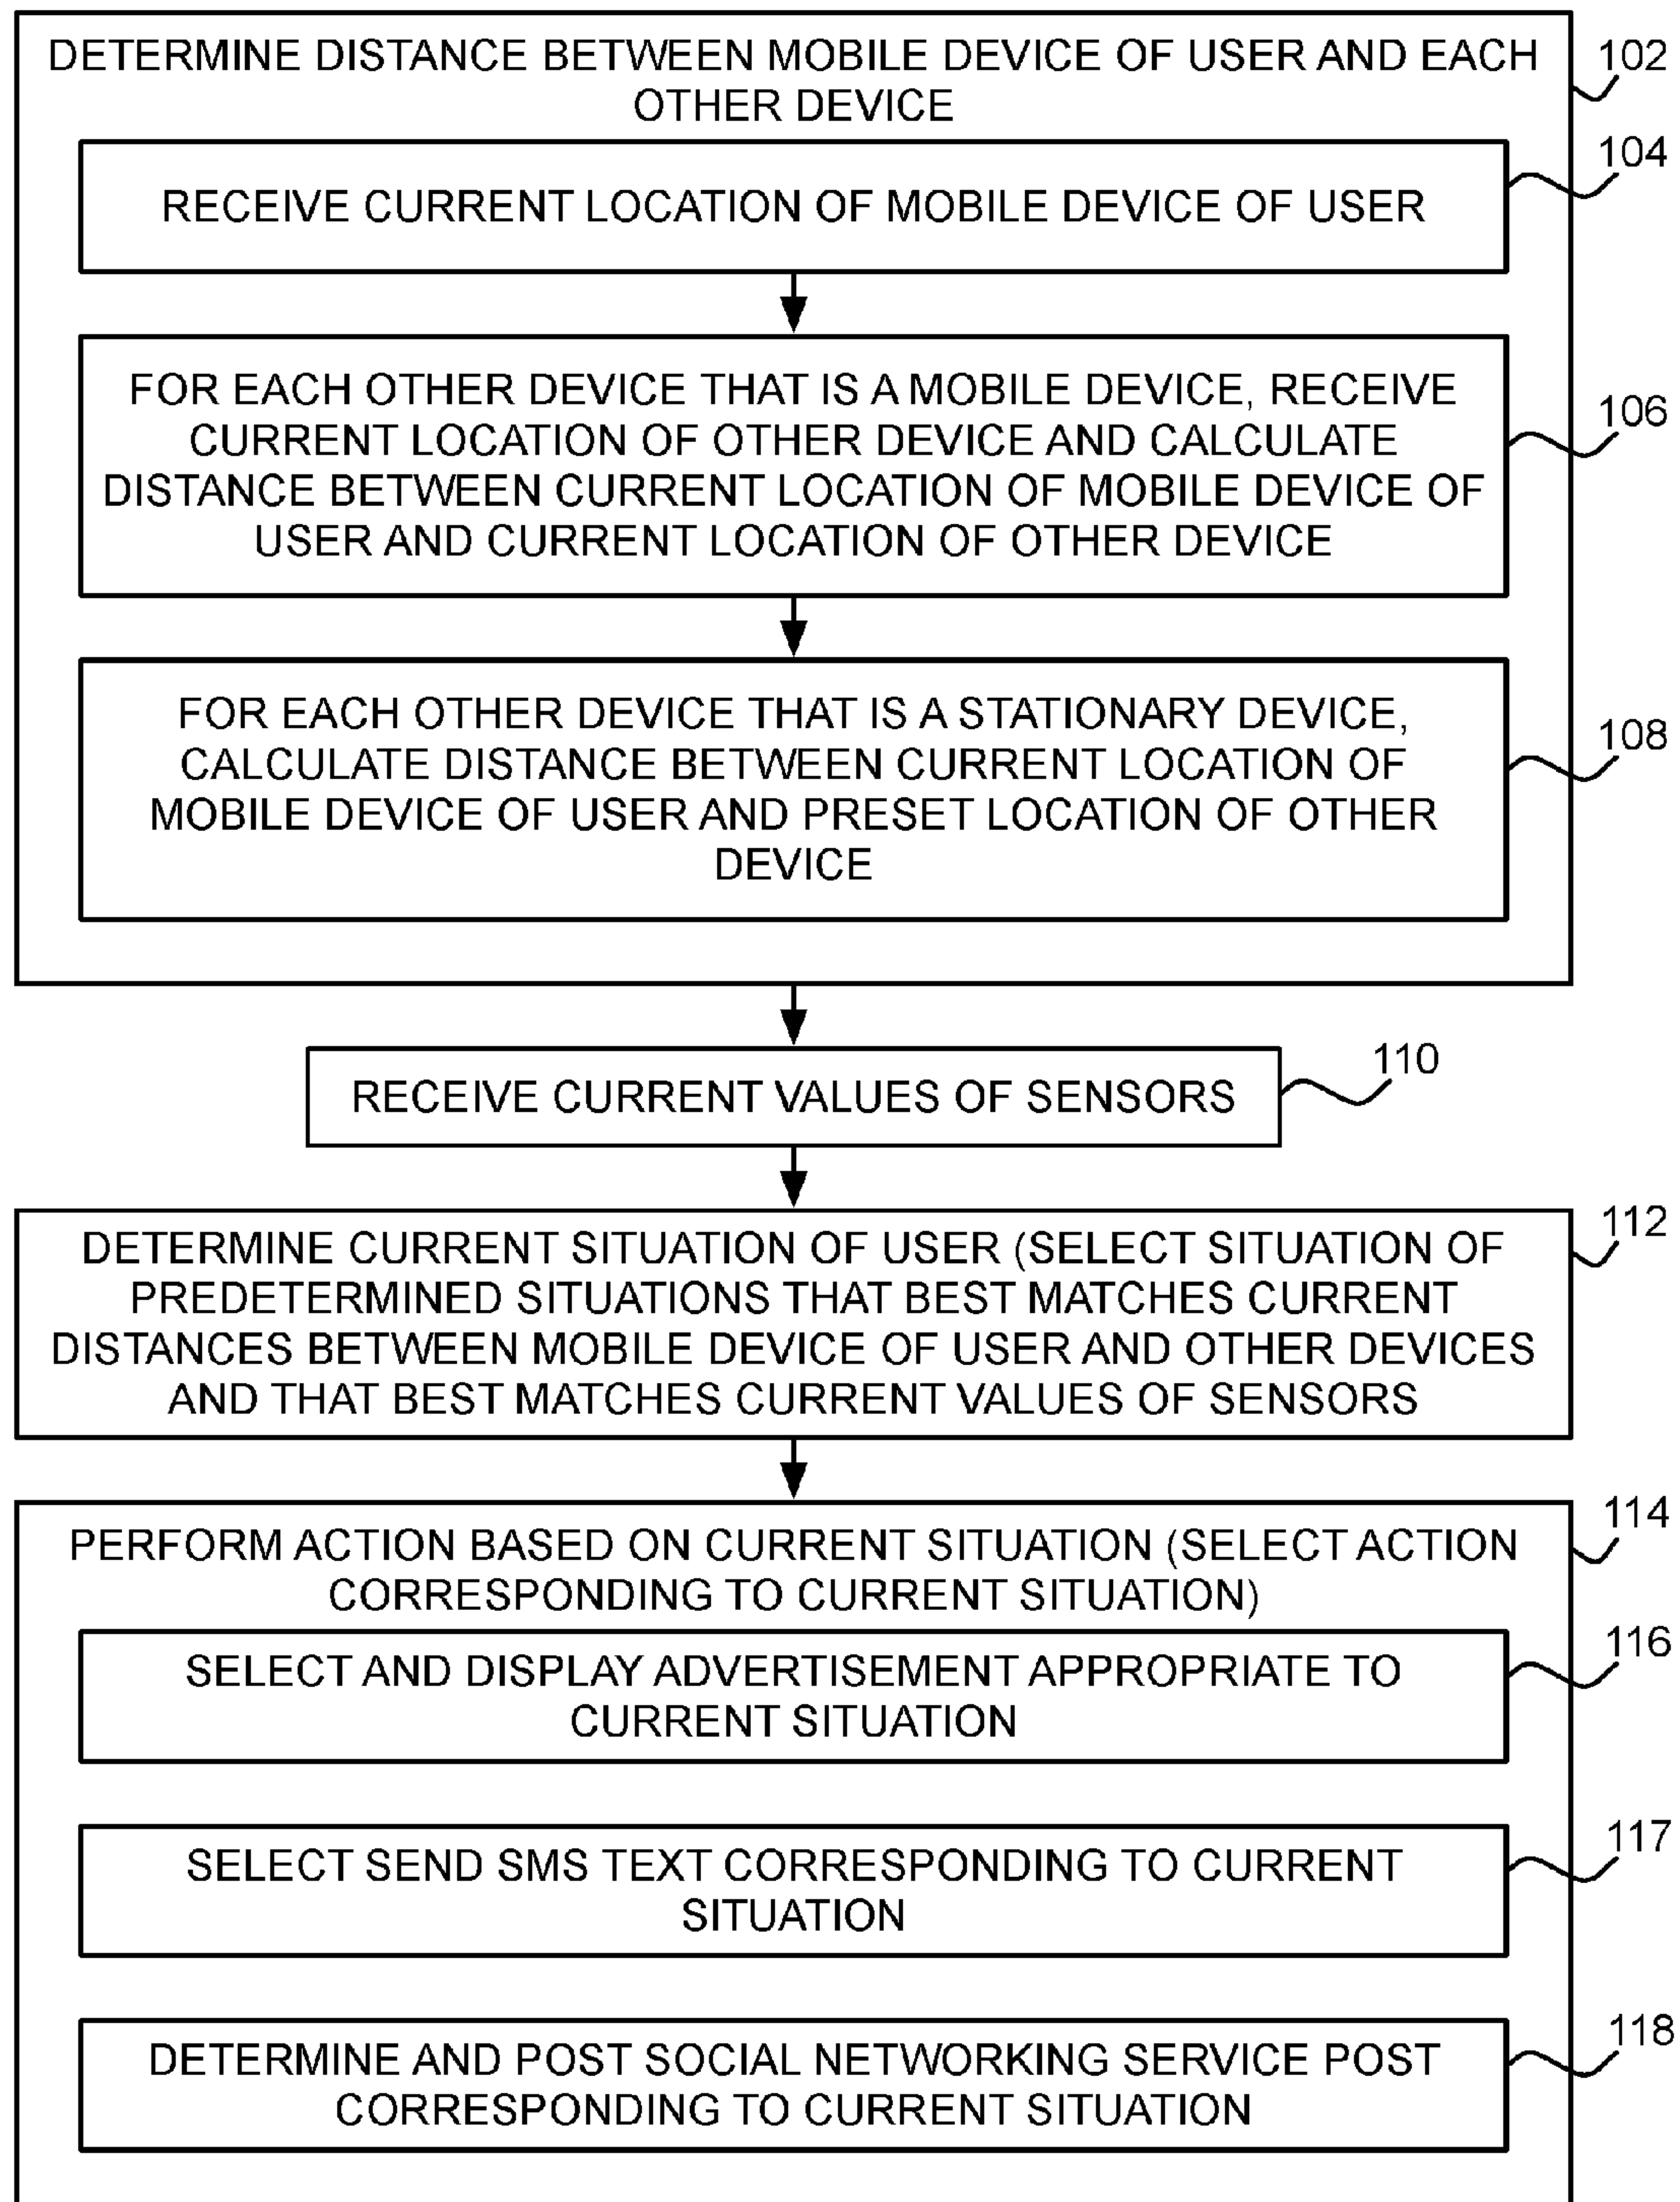 DETERMINE DISTANCE BETWEEN MOBILE DEVICE OF USER AND EACH
OTHER DEVICE
102
RECEIVE CURRENT LOCATION OF MOBILE DEVICE OF USER
104
FOR EACH OTHER DEVICE THAT IS A MOBILE DEVICE, RECEIVE
CURRENT LOCATION OF OTHER DEVICE AND CALCULATE
DISTANCE BETWEEN CURRENT LOCATION OF MOBILE DEVICE OF
USER AND CURRENT LOCATION OF OTHER DEVICE
106
FOR EACH OTHER DEVICE THAT IS A STATIONARY DEVICE,
CALCULATE DISTANCE BETWEEN CURRENT LOCATION OF
MOBILE DEVICE OF USER AND PRESET LOCATION OF OTHER
DEVICE
108
RECEIVE CURRENT VALUES OF SENSORS
110
DETERMINE CURRENT SITUATION OF USER (SELECT SITUATION OF
PREDETERMINED SITUATIONS THAT BEST MATCHES CURRENT
DISTANCES BETWEEN MOBILE DEVICE OF USER AND OTHER DEVICES
AND THAT BEST MATCHES CURRENT VALUES OF SENSORS
112
PERFORM ACTION BASED ON CURRENT SITUATION (SELECT ACTION
CORRESPONDING TO CURRENT SITUATION)
114
SELECT AND DISPLAY ADVERTISEMENT APPROPRIATE TO
CURRENT SITUATION
116
SELECT SEND SMS TEXT CORRESPONDING TO CURRENT
SITUATION
117
DETERMINE AND POST SOCIAL NETWORKING SERVICE POST
CORRESPONDING TO CURRENT SITUATION
118